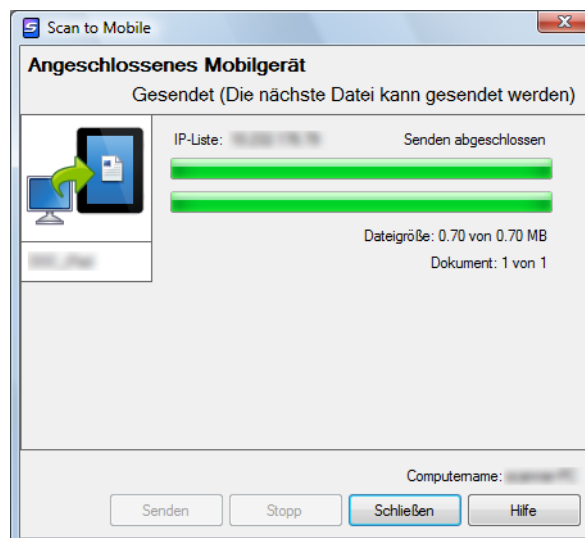 Scan to Mobile
Angeschlossenes Mobilgerät
Gesendet (Die nächste Datei kann gesendet werden)
IP-Liste: Senden abgeschlossen
Dateigröße: 0.70 von 0.70 MB
Dokument: 1 von 1
Computername:
Senden Stopp Schließen Hilfe